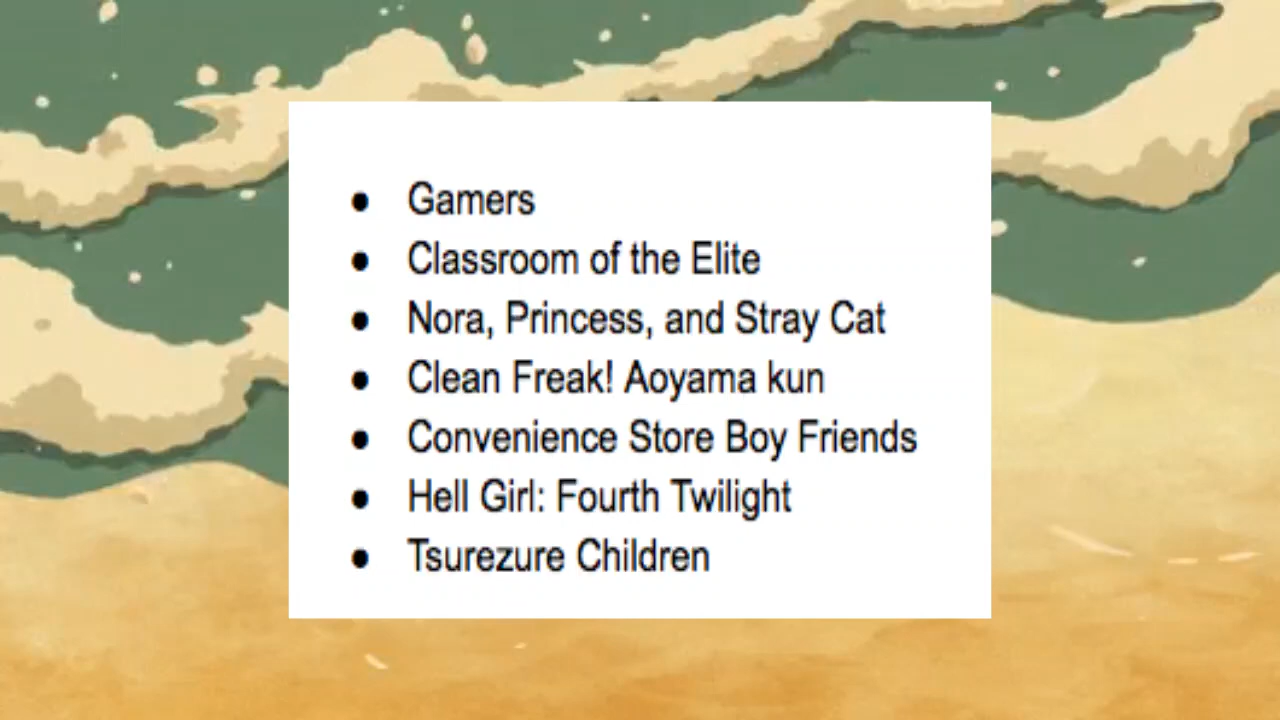 ● Gamers
● Classroom of the Elite
● Nora, Princess, and Stray Cat
● Clean Freak! Aoyama kun
● Convenience Store Boy Friends
● Hell Girl: Fourth Twilight
● Tsurezure Children